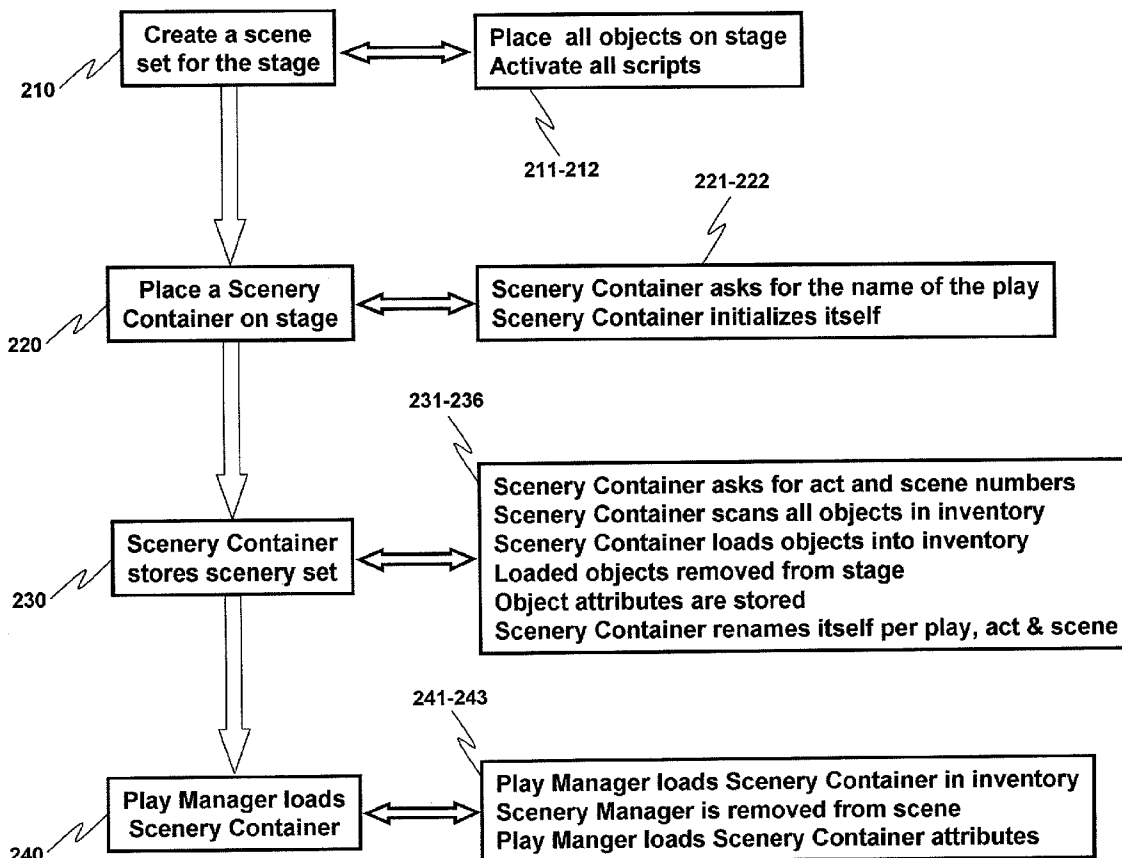 Create a scene
set for the stage
Place all objects on stage
Activate all scripts
210
211-212
221-222
Place a Scenery
Container on stage
Scenery Container asks for the name of the play
Scenery Container initializes itself
220
231-236
Scenery Container
stores scenery set
Scenery Container asks for act and scene numbers
Scenery Container scans all objects in inventory
Scenery Container loads objects into inventory
Loaded objects removed from stage
Object attributes are stored
Scenery Container renames itself per play, act & scene
230
241-243
Play Manager loads
Scenery Container
Play Manager loads Scenery Container in inventory
Scenery Manager is removed from scene
Play Manger loads Scenery Container attributes
240